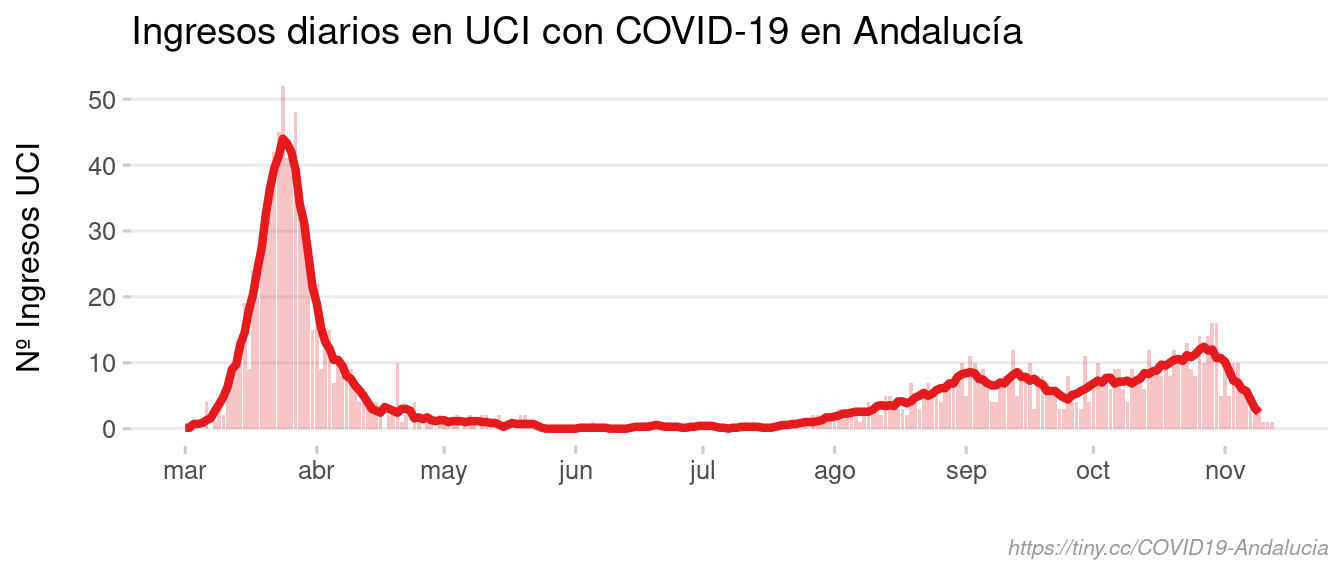 Ingresos diarios en UCI con COVID-19 en Andalucía
Nº Ingresos UCI
50
40
30
20
10
0
mar abr may jun jul ago sep oct nov
https://tiny.cc/COVID19-Andalucia